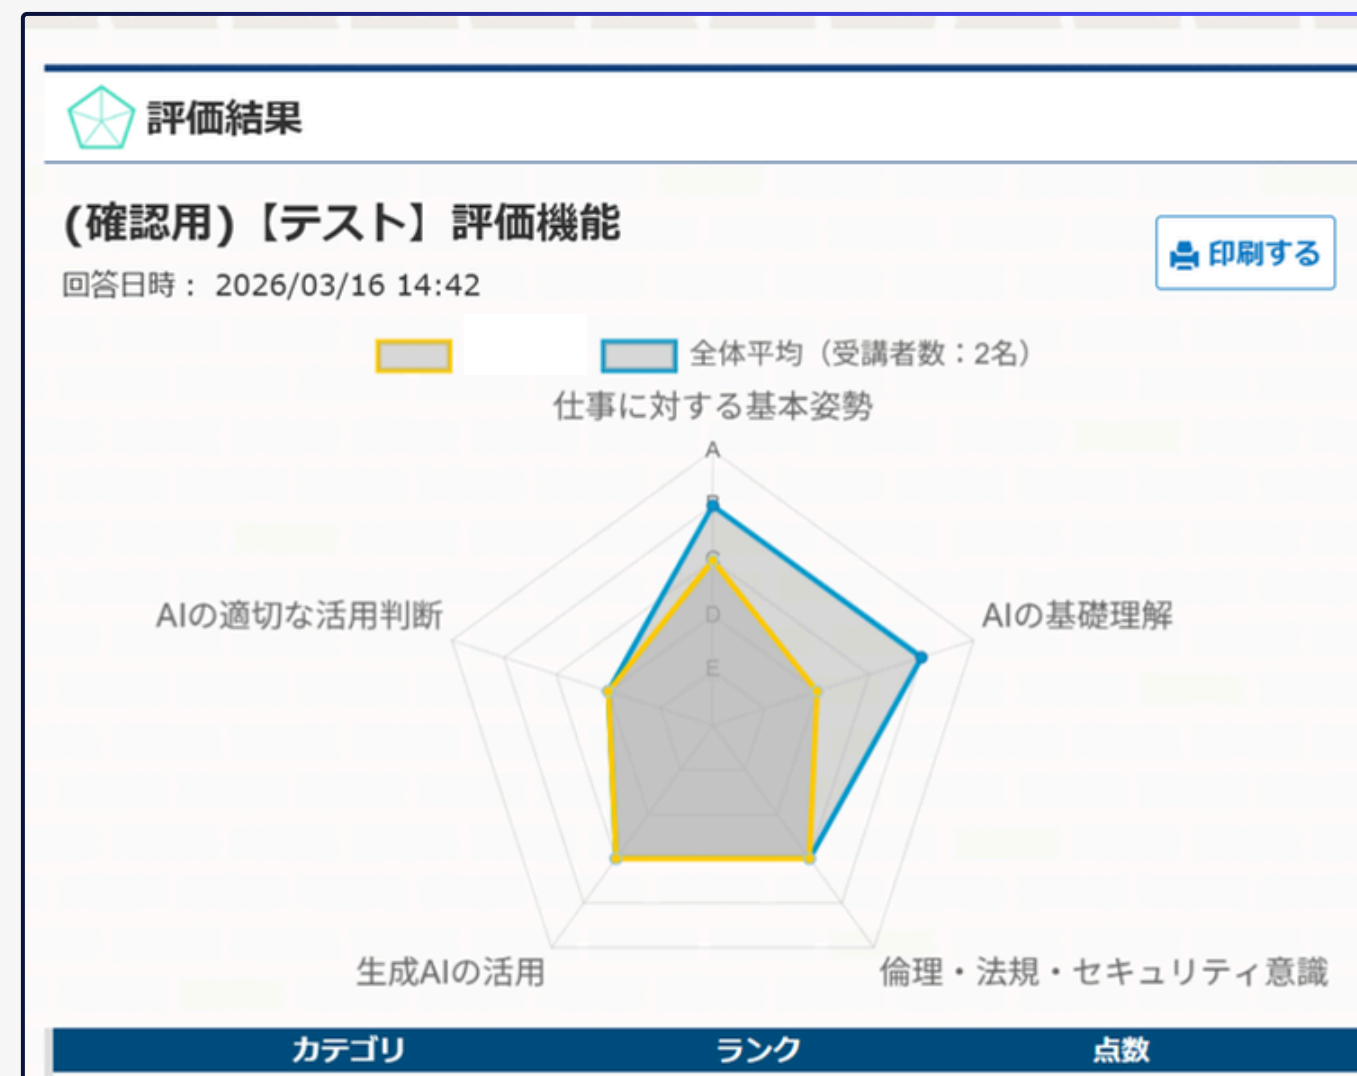 評価結果
(確認用)【テスト】評価機能
印刷する
回答日時： 2026/03/16 14:42
全体平均（受講者数：2名）
仕事に対する基本姿勢
A
B
C
D
E
AIの適切な活用判断
AIの基礎理解
生成AIの活用
倫理・法規・セキュリティ意識
カテゴリ ランク 点数